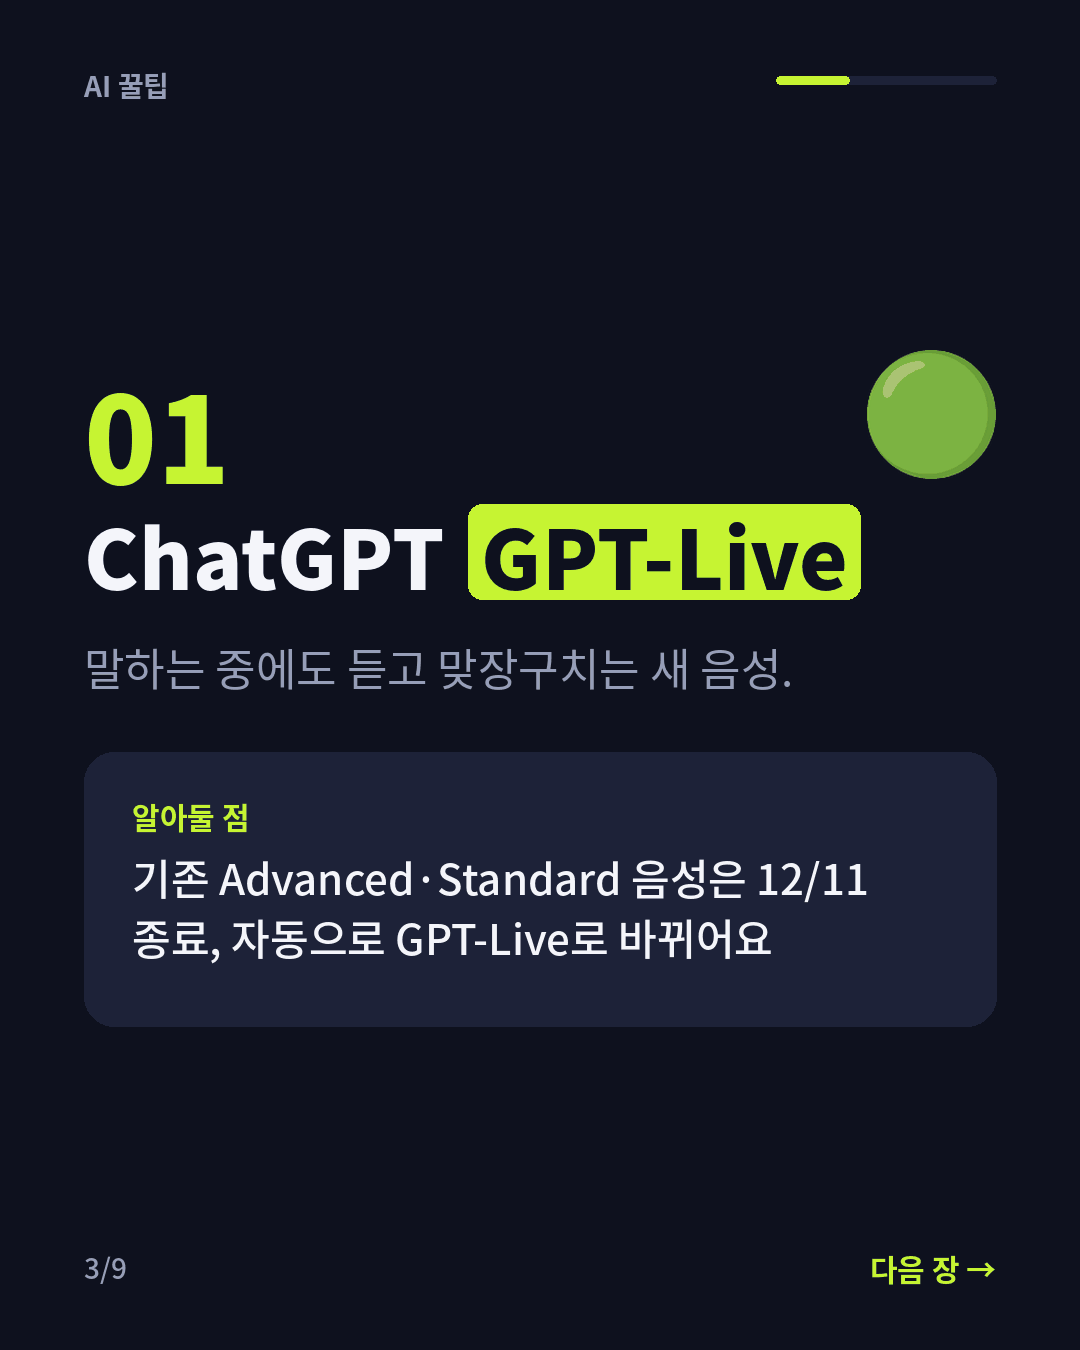 AI 꿀팁
01
ChatGPT GPT-Live
말하는 중에도 듣고 맞장구치는 새 음성.
알아둘 점
기존 Advanced·Standard 음성은 12/11
종료, 자동으로 GPT-Live로 바뀌어요
3/9
다음 장 →